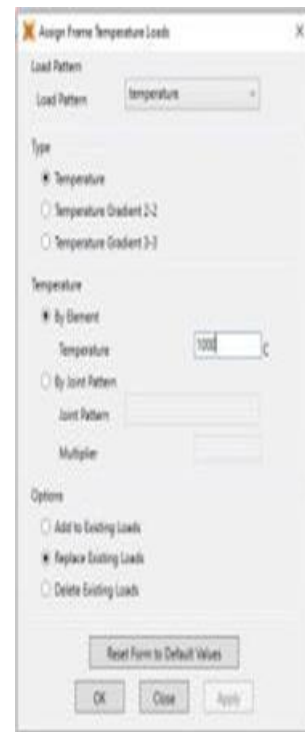 Assign Frame Temperature Loads
Load Pattern
Load Pattern temperature
Type
Temperature
Temperature Gradient 2-2
Temperature Gradient 3-3
Temperature
By Element
Temperature 1000 C
By Joint Pattern
Joint Pattern
Multiplier
Options
Add to Existing Loads
Replace Existing Loads
Delete Existing Loads
Reset Form to Default Values
OK Close Apply